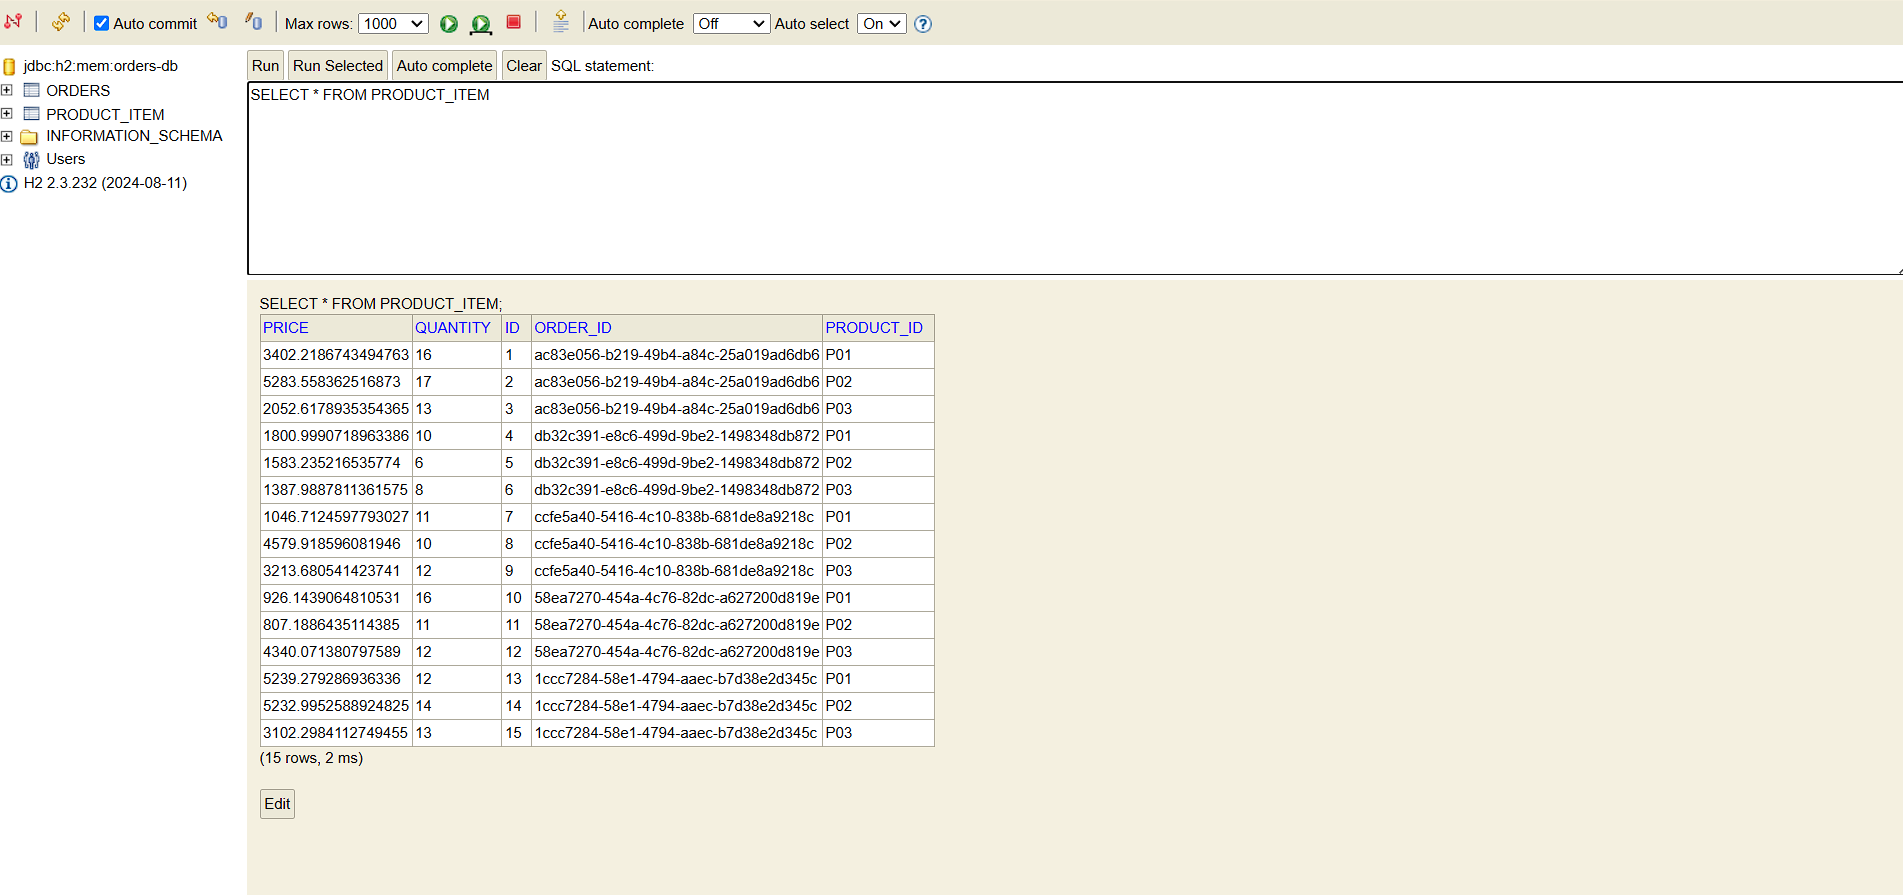 Auto commit Max rows: 1000 Auto complete Off Auto select On ?
jdbc:h2:mem:orders-db
ORDERS
PRODUCT_ITEM
INFORMATION_SCHEMA
Users
H2 2.3.232 (2024-08-11)
Run Run Selected Auto complete Clear SQL statement:
SELECT * FROM PRODUCT_ITEM
SELECT * FROM PRODUCT_ITEM;
PRICE QUANTITY ID ORDER_ID PRODUCT_ID
3402.2186743494763 16 1 ac83e056-b219-49b4-a84c-25a019ad6db6 P01
5283.558362516873 17 2 ac83e056-b219-49b4-a84c-25a019ad6db6 P02
2052.6178935354365 13 3 ac83e056-b219-49b4-a84c-25a019ad6db6 P03
1800.9990718963386 10 4 db32c391-e8c6-499d-9be2-1498348db872 P01
1583.235216535774 6 5 db32c391-e8c6-499d-9be2-1498348db872 P02
1387.9887811361575 8 6 db32c391-e8c6-499d-9be2-1498348db872 P03
1046.7124597793027 11 7 ccfe5a40-5416-4c10-838b-681de8a9218c P01
4579.918596081946 10 8 ccfe5a40-5416-4c10-838b-681de8a9218c P02
3213.680541423741 12 9 ccfe5a40-5416-4c10-838b-681de8a9218c P03
926.1439064810531 16 10 58ea7270-454a-4c76-82dc-a627200d819e P01
807.1886435114385 11 11 58ea7270-454a-4c76-82dc-a627200d819e P02
4340.071380797589 12 12 58ea7270-454a-4c76-82dc-a627200d819e P03
5239.279286936336 12 13 1ccc7284-58e1-4794-aaec-b7d38e2d345c P01
5232.9952588924825 14 14 1ccc7284-58e1-4794-aaec-b7d38e2d345c P02
3102.2984112749455 13 15 1ccc7284-58e1-4794-aaec-b7d38e2d345c P03
(15 rows, 2 ms)
Edit